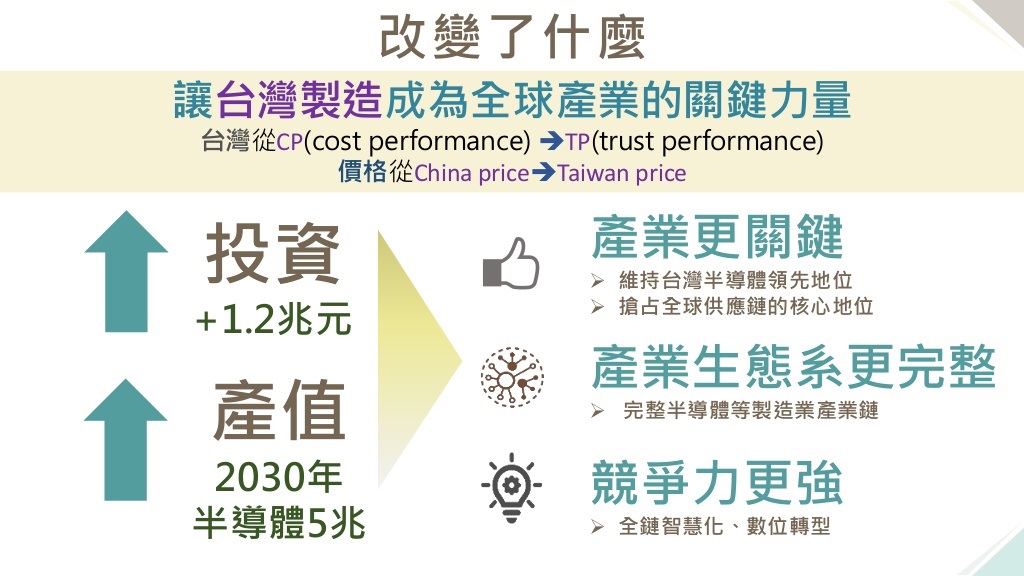 改變了什麼
讓台灣製造成為全球產業的關鍵力量
台灣從CP(cost performance) ➔TP(trust performance)
價格從China price➔Taiwan price
投資
+1.2兆元
產值
2030年
半導體5兆
產業更關鍵
➢ 維持台灣半導體領先地位
➢ 搶占全球供應鏈的核心地位
產業生態系更完整
➢ 完整半導體等製造業產業鏈
競爭力更強
➢ 全鏈智慧化、數位轉型